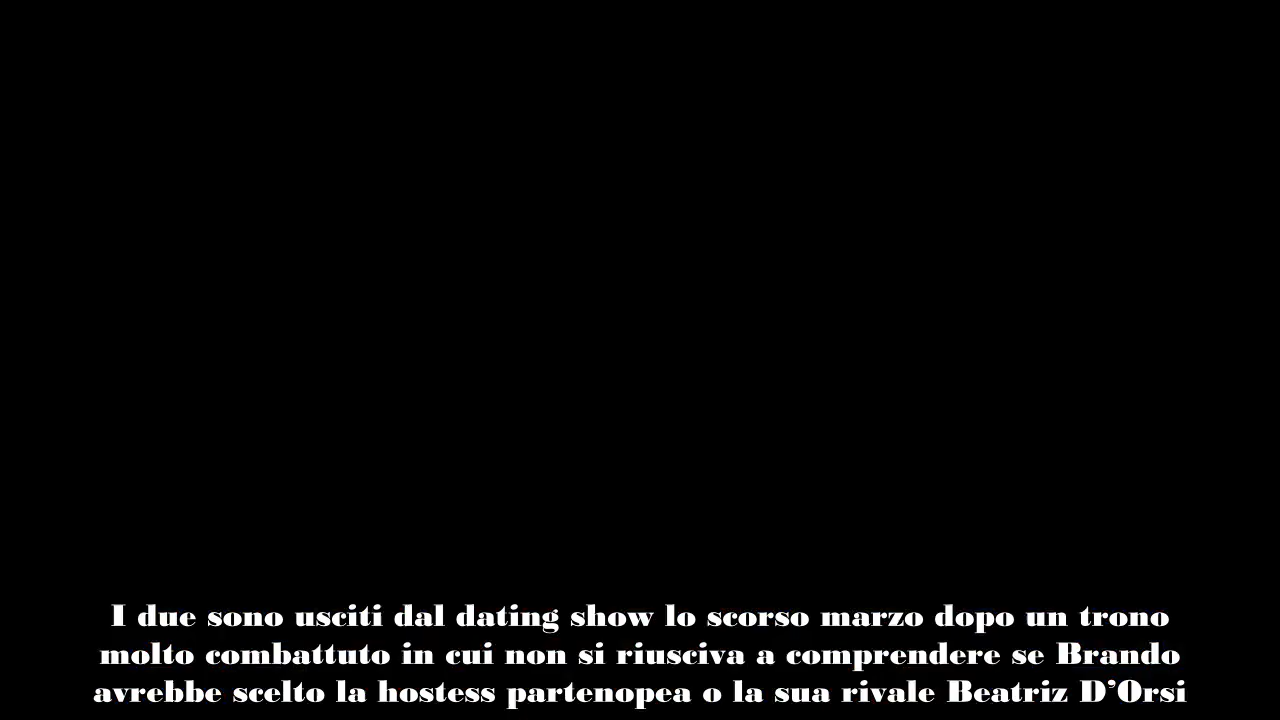 I due sono usciti dal dating show lo scorso marzo dopo un trono
molto combattuto in cui non si riusciva a comprendere se Brando
avrebbe scelto la hostess partenopea o la sua rivale Beatriz D’Orsi